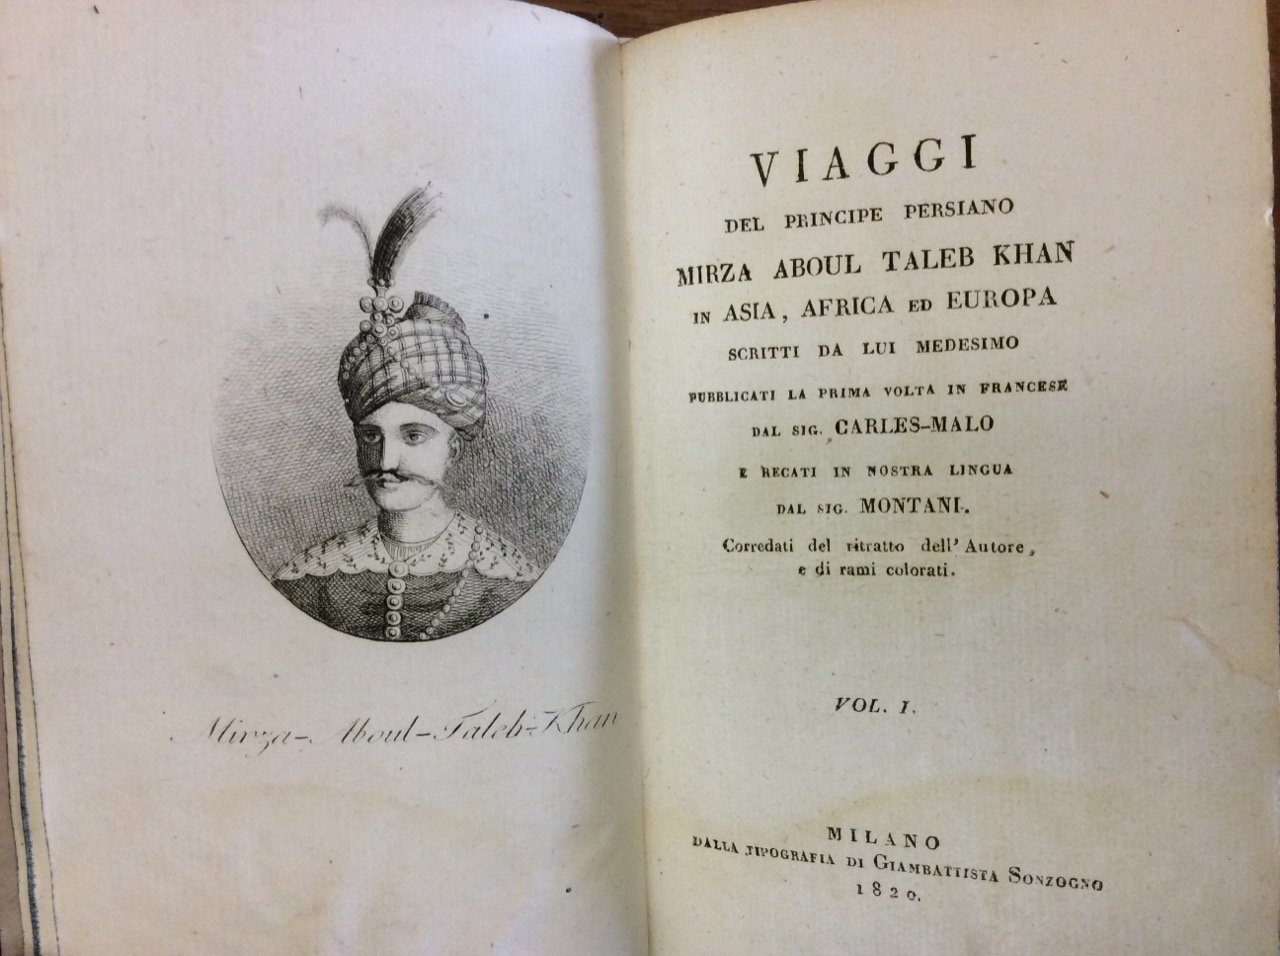 Mirza-Aboul-Taleb-Khan
VIAGGI
DEL PRINCIPE PERSIANO
MIRZA ABOUL TALEB KHAN
IN ASIA, AFRICA ED EUROPA
SCRITTI DA LUI MEDESIMO
PUBBLICATI LA PRIMA VOLTA IN FRANCESE
DAL SIG. CARLES-MALO
E RECATI IN NOSTRA LINGUA
DAL SIG. MONTANI.
Corredati del ritratto dell' Autore,
e di rami colorati.
VOL. I.
MILANO
DALLA TIPOGRAFIA DI GIAMBATTISTA SONZOGNO
1820.